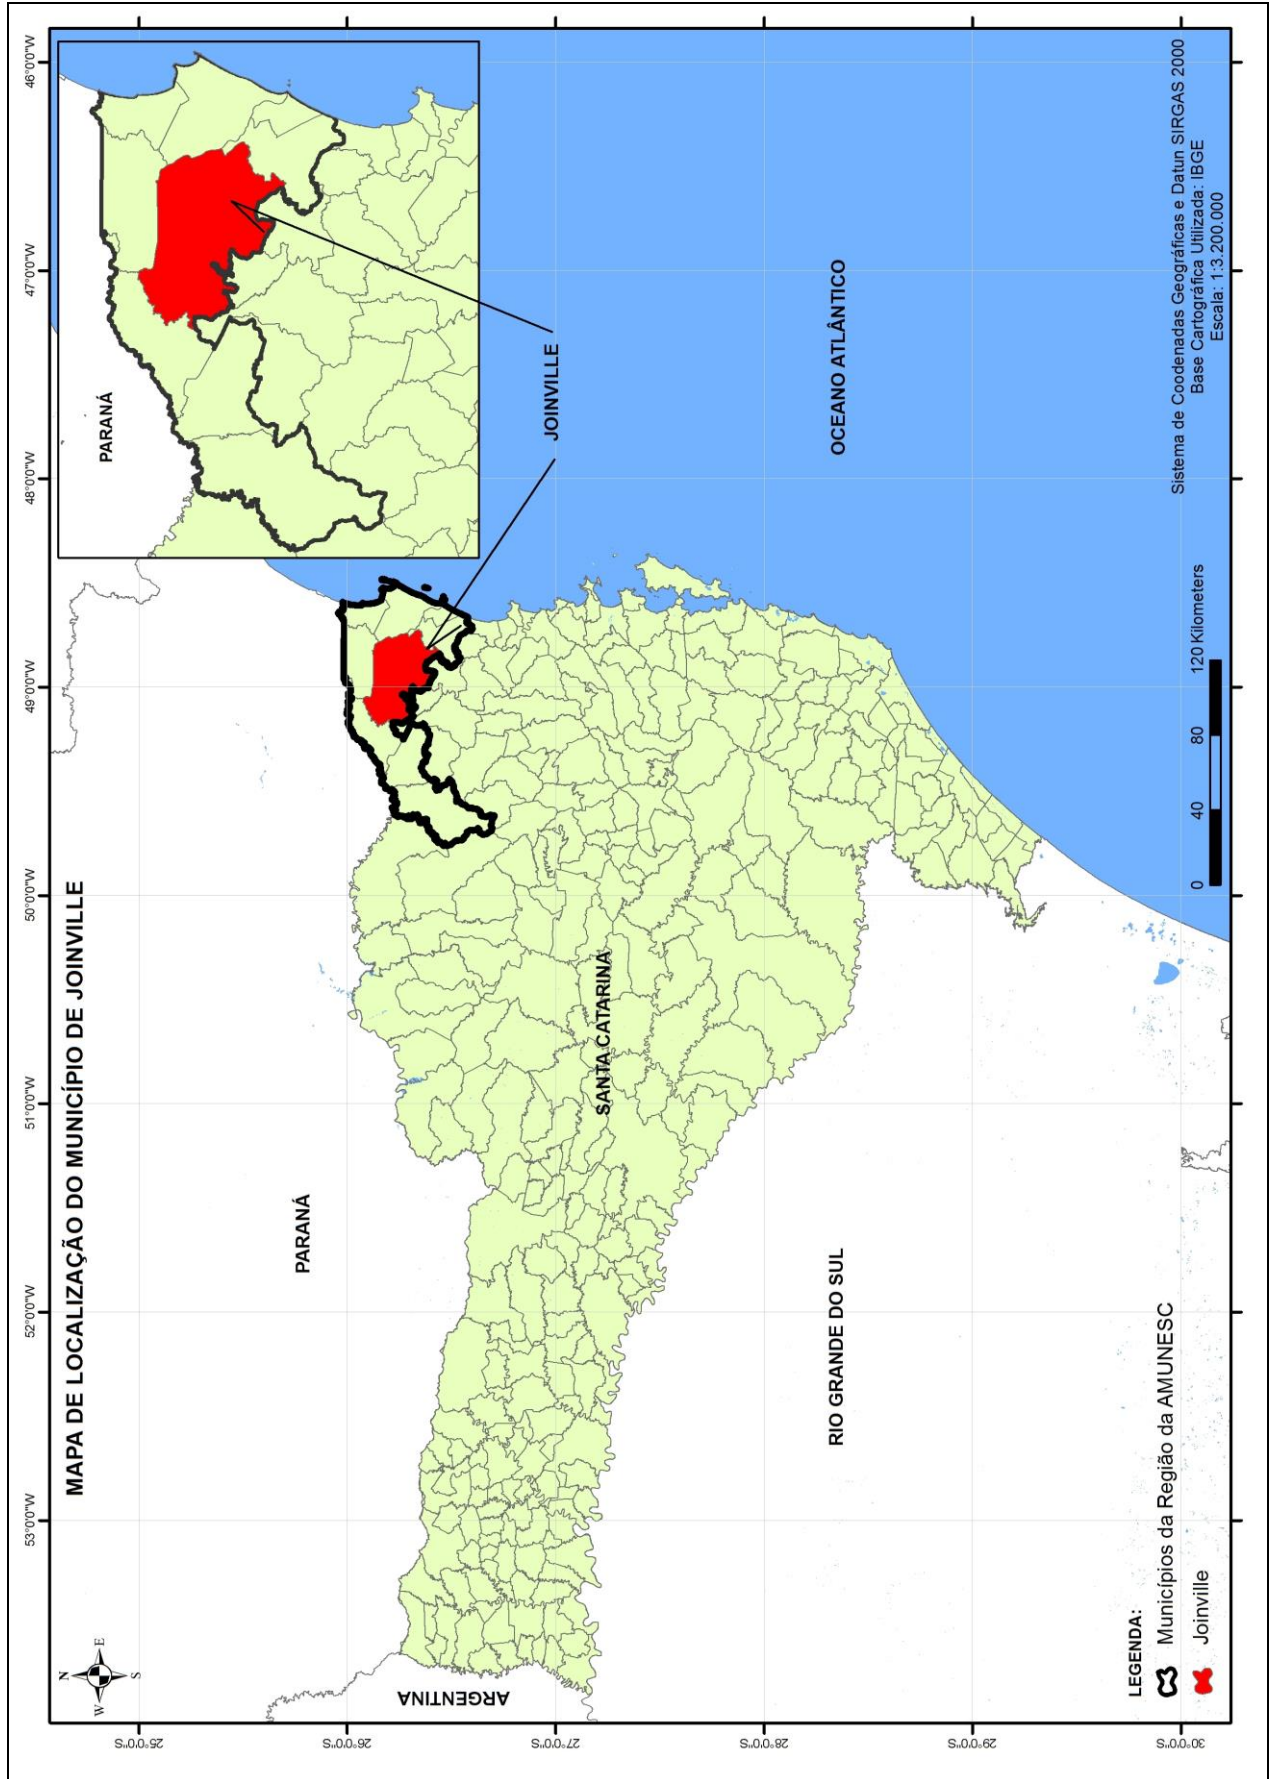 MAPA DE LOCALIZAÇÃO DO MUNICÍPIO DE JOINVILLE
53°0'0"W
52°0'0"W
51°0'0"W
50°0'0"W
49°0'0"W
48°0'0"W
47°0'0"W
46°0'0"W
N
W
E
S
25°0'0"S
26°0'0"S
27°0'0"S
28°0'0"S
29°0'0"S
30°0'0"S
PARANÁ
PARANÁ
JOINVILLE
ARGENTINA
SANTA CATARINA
RIO GRANDE DO SUL
OCEANO ATLÂNTICO
LEGENDA:
Municípios da Região da AMUNESC
Joinville
0 40 80 120 Kilometers
Sistema de Coodenadas Geográficas e Datun SIRGAS 2000
Base Cartográfica Utilizada: IBGE
Escala: 1:3.200.000